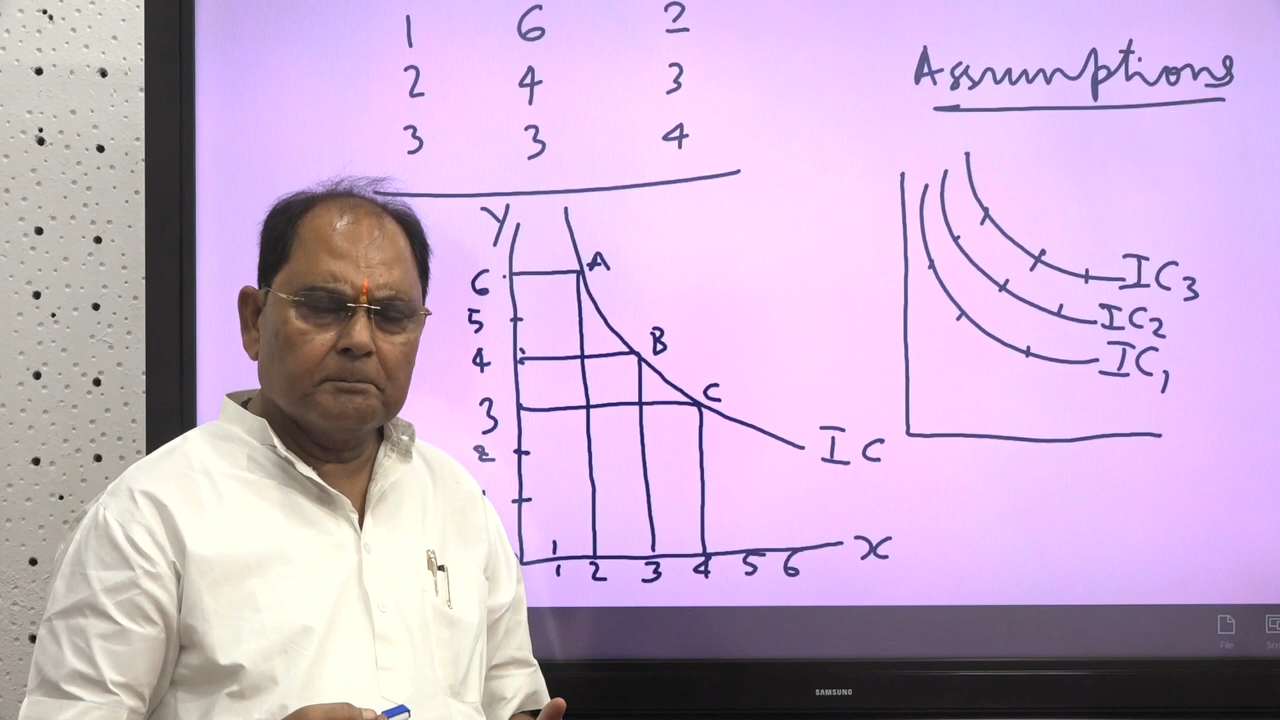 1 6 2
2 4 3
3 3 4
Assumptions
Y
A
6
5
B
4
C
3
2
IC
1 2 3 4 5 6
x
IC3
IC2
IC1
File
SAMSUNG